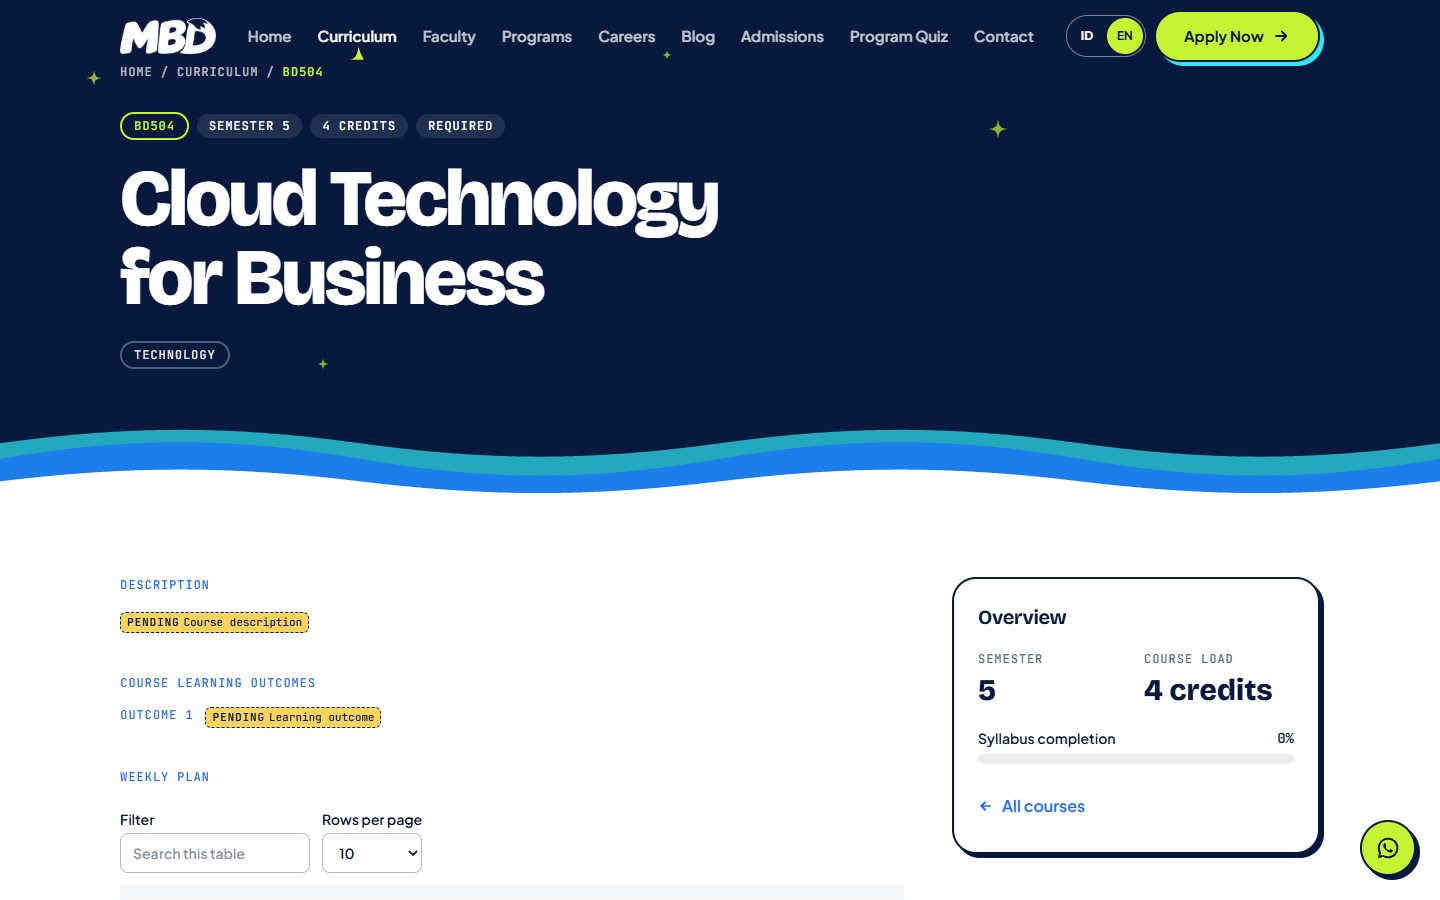 MBD
Home Curriculum Faculty Programs Careers Blog Admissions Program Quiz Contact ID EN Apply Now
HOME / CURRICULUM / BD504
BD504 SEMESTER 5 4 CREDITS REQUIRED
Cloud Technology
for Business
TECHNOLOGY
DESCRIPTION
PENDING Course description
COURSE LEARNING OUTCOMES
OUTCOME 1 PENDING Learning outcome
WEEKLY PLAN
Filter Rows per page
Search this table 10
Overview
SEMESTER COURSE LOAD
5 4 credits
Syllabus completion 0%
All courses